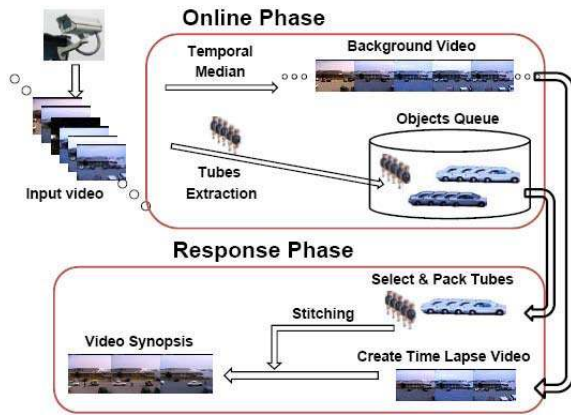 Online Phase
Temporal
Median
Background Video
Objects Queue
Tubes
Extraction
Input video
Response Phase
Select & Pack Tubes
Stitching
Video Synopsis
Create Time Lapse Video